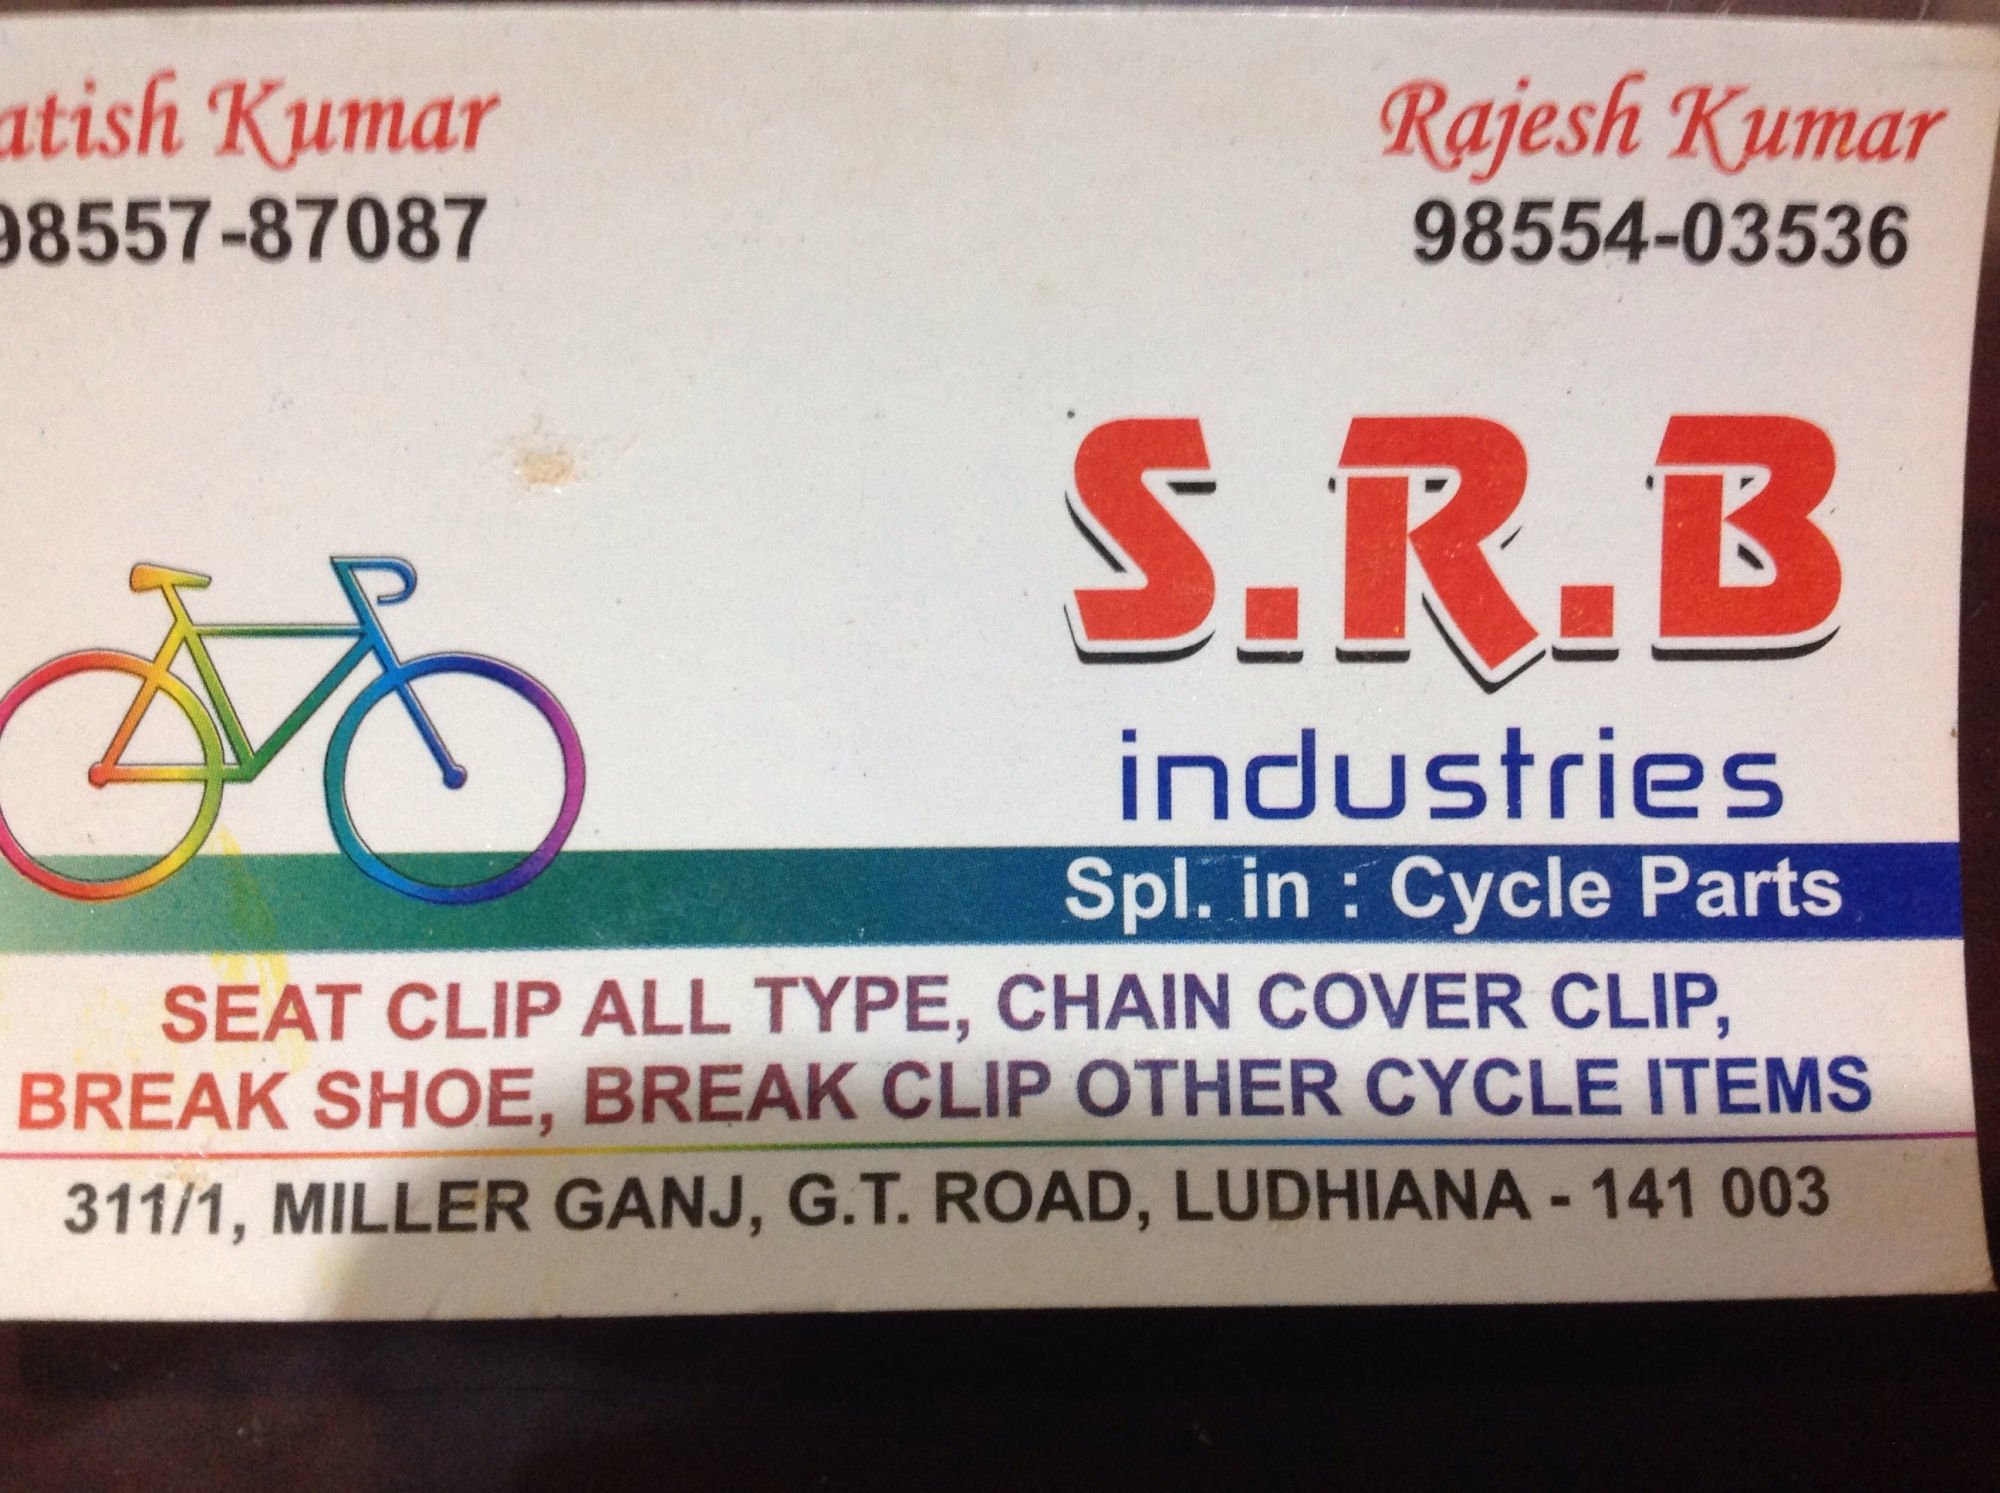 atish Kumar
98557-87087
Rajesh Kumar
98554-03536
S.R.B
industries
Spl. in : Cycle Parts
SEAT CLIP ALL TYPE, CHAIN COVER CLIP,
BREAK SHOE, BREAK CLIP OTHER CYCLE ITEMS
311/1, MILLER GANJ, G.T. ROAD, LUDHIANA - 141 003